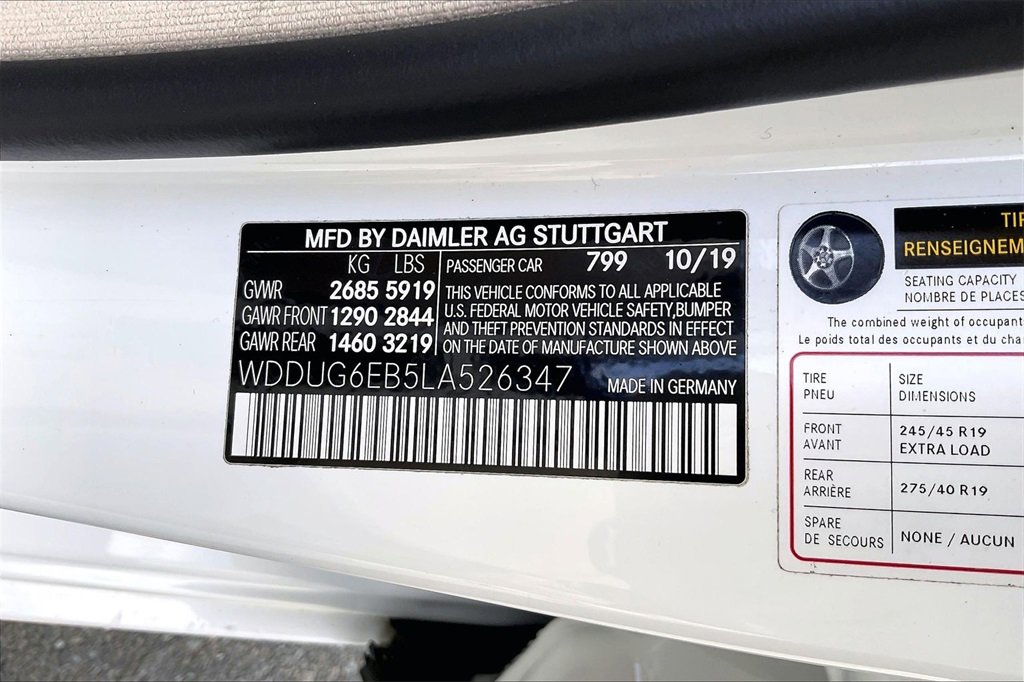 MFD BY DAIMLER AG STUTTGART
KG LBS
GVWR 2685 5919
GAWR FRONT 1290 2844
GAWR REAR 1460 3219
PASSENGER CAR 799 10/19
THIS VEHICLE CONFORMS TO ALL APPLICABLE
U.S. FEDERAL MOTOR VEHICLE SAFETY,BUMPER
AND THEFT PREVENTION STANDARDS IN EFFECT
ON THE DATE OF MANUFACTURE SHOWN ABOVE
WDDUG6EB5LA526347 MADE IN GERMANY
TIR
RENSEIGNEM
SEATING CAPACITY
NOMBRE DE PLACES
The combined weight of occupant
Le poids total des occupants et du cha
TIRE
PNEU
SIZE
DIMENSIONS
FRONT
AVANT
245/45 R19
EXTRA LOAD
REAR
ARRIÈRE
275/40 R19
SPARE
DE SECOURS
NONE / AUCUN